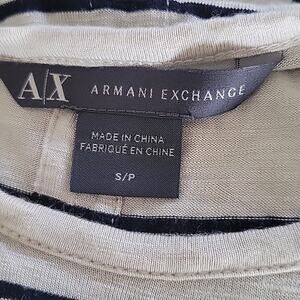 A|X ARMANI EXCHANGE
MADE IN CHINA
FABRIQUÉ EN CHINE
S/P